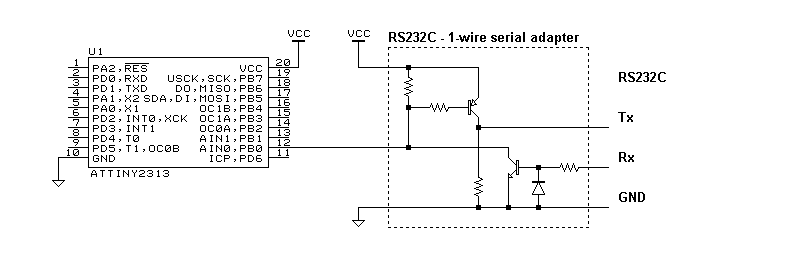 VCC VCC RS232C - 1-wire serial adapter
U1
1 PA2,RES VCC 20
2 PD0,RXD USCK,SCK,PB7 19
3 PD1,TXD DO,MISO,PB6 18
4 PA1,X2 SDA,DI,MOSI,PB5 17
5 PA0,X1 OC1B,PB4 16
6 PD2,INT0,XCK OC1A,PB3 15
7 PD3,INT1 OC0A,PB2 14
8 PD4,T0 AIN1,PB1 13
9 PD5,T1,OC0B AIN0,PB0 12
10 GND ICP,PD6 11
ATTINY2313
RS232C
Tx
Rx
GND